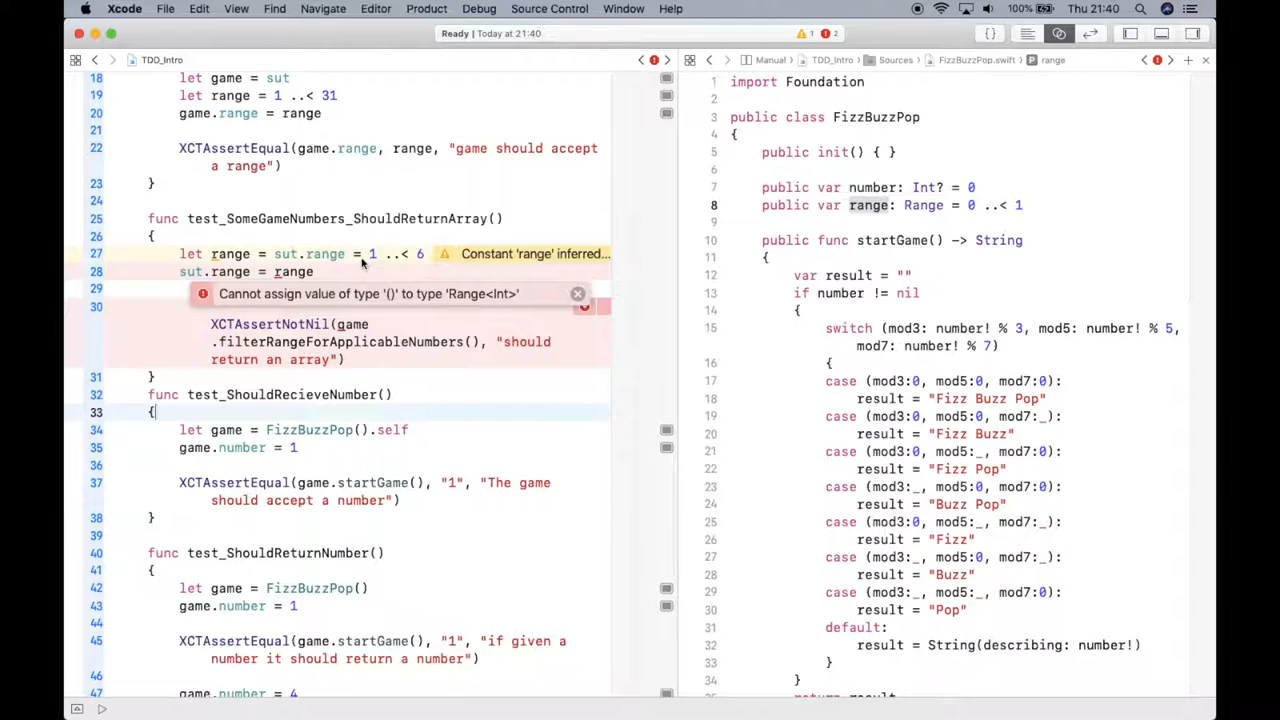 Xcode File Edit View Find Navigate Editor Product Debug Source Control Window Help 100% Thu 21:40
Ready | Today at 21:40 1 2 { }
TDD_Intro
18 let game = sut
19 let range = 1 ..< 31
20 game.range = range
21
22 XCTAssertEqual(game.range, range, "game should accept
a range")
23 }
24
25 func test_SomeGameNumbers_ShouldReturnArray()
26 {
27 let range = sut.range = 1 ..< 6 Constant 'range' inferred...
28 sut.range = range
29 Cannot assign value of type '()' to type 'Range<Int>'
30
XCTAssertNotNil(game
.filterRangeForApplicableNumbers(), "should
return an array")
31 }
32 func test_ShouldRecieveNumber()
33 {
34 let game = FizzBuzzPop().self
35 game.number = 1
36
37 XCTAssertEqual(game.startGame(), "1", "The game
should accept a number")
38 }
39
40 func test_ShouldReturnNumber()
41 {
42 let game = FizzBuzzPop()
43 game.number = 1
44
45 XCTAssertEqual(game.startGame(), "1", "if given a
number it should return a number")
46
47 game.number = 4
Manual TDD_Intro Sources FizzBuzzPop.swift P range
1 import Foundation
2
3 public class FizzBuzzPop
4 {
5 public init() { }
6
7 public var number: Int? = 0
8 public var range: Range = 0 ..< 1
9
10 public func startGame() -> String
11 {
12 var result = ""
13 if number != nil
14 {
15 switch (mod3: number! % 3, mod5: number! % 5,
mod7: number! % 7)
16 {
17 case (mod3:0, mod5:0, mod7:0):
18 result = "Fizz Buzz Pop"
19 case (mod3:0, mod5:0, mod7:_):
20 result = "Fizz Buzz"
21 case (mod3:0, mod5:_, mod7:0):
22 result = "Fizz Pop"
23 case (mod3:_, mod5:0, mod7:0):
24 result = "Buzz Pop"
25 case (mod3:0, mod5:_, mod7:_):
26 result = "Fizz"
27 case (mod3:_, mod5:0, mod7:_):
28 result = "Buzz"
29 case (mod3:_, mod5:_, mod7:0):
30 result = "Pop"
31 default:
32 result = String(describing: number!)
33 }
34 }
35 return result